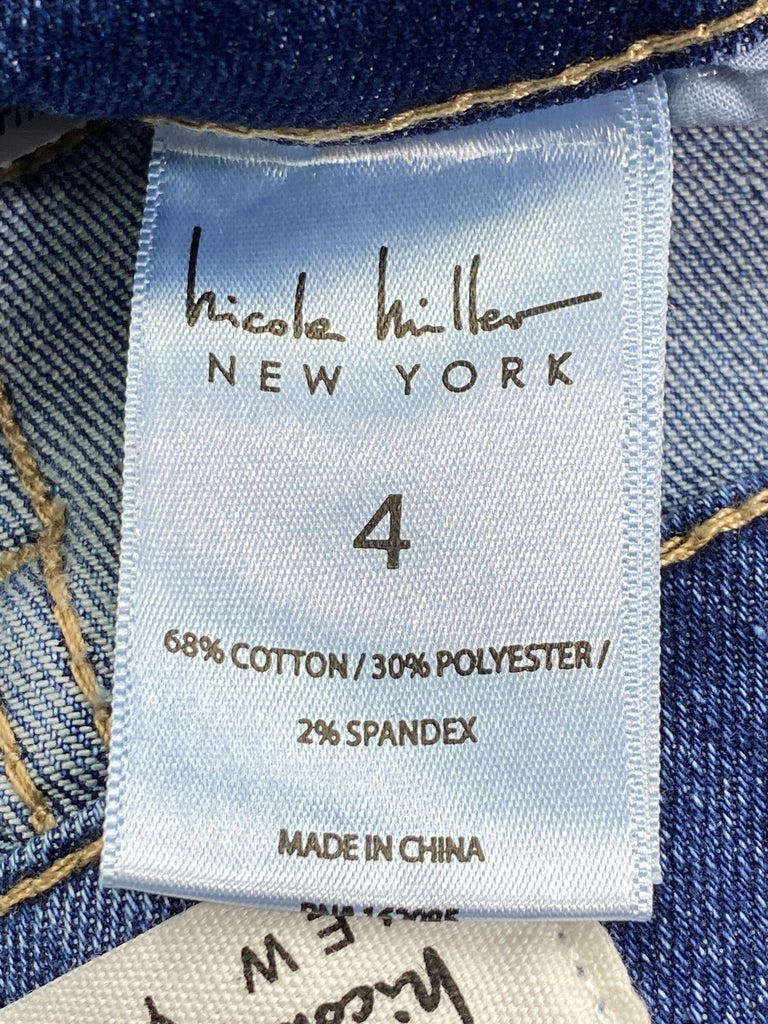 Nicole Miller
NEW YORK
4
68% COTTON / 30% POLYESTER /
2% SPANDEX
MADE IN CHINA